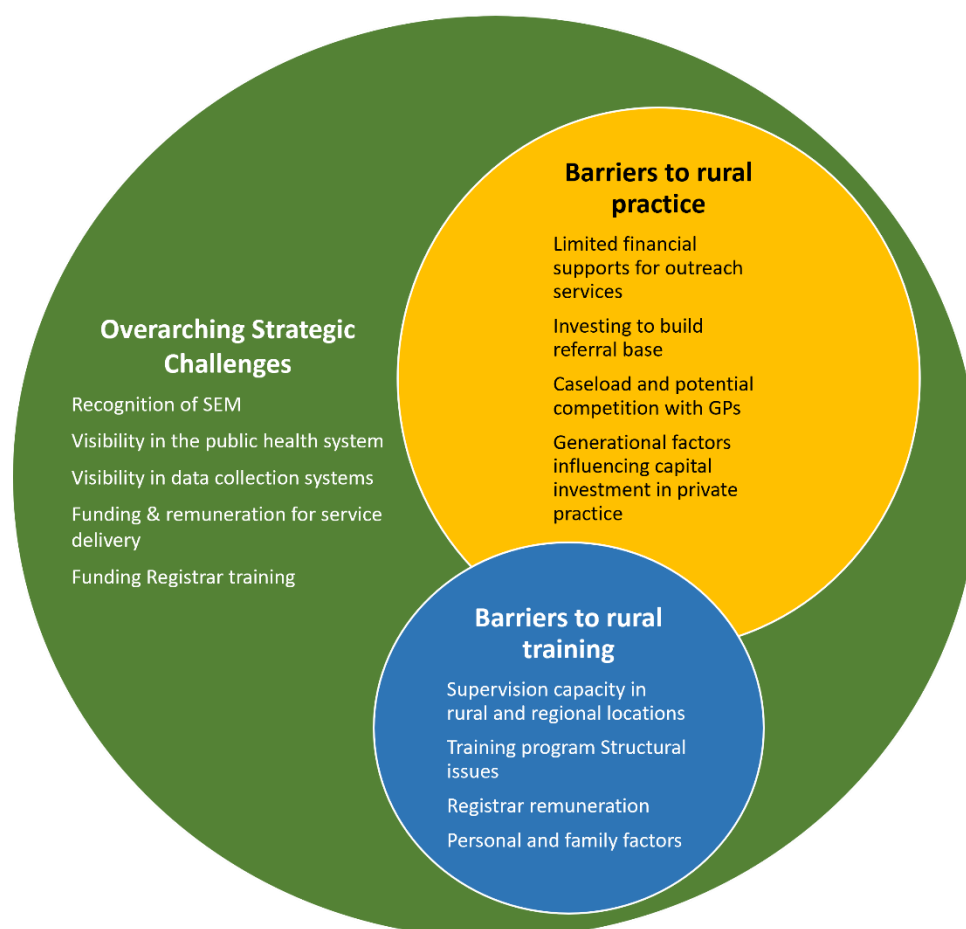 Overarching Strategic
Challenges
Recognition of SEM
Visibility in the public health system
Visibility in data collection systems
Funding & remuneration for service
delivery
Funding Registrar training
Barriers to rural
practice
Limited financial
supports for outreach
services
Investing to build
referral base
Caseload and potential
competition with GPs
Generational factors
influencing capital
investment in private
practice
Barriers to rural
training
Supervision capacity in
rural and regional locations
Training program Structural
issues
Registrar remuneration
Personal and family factors